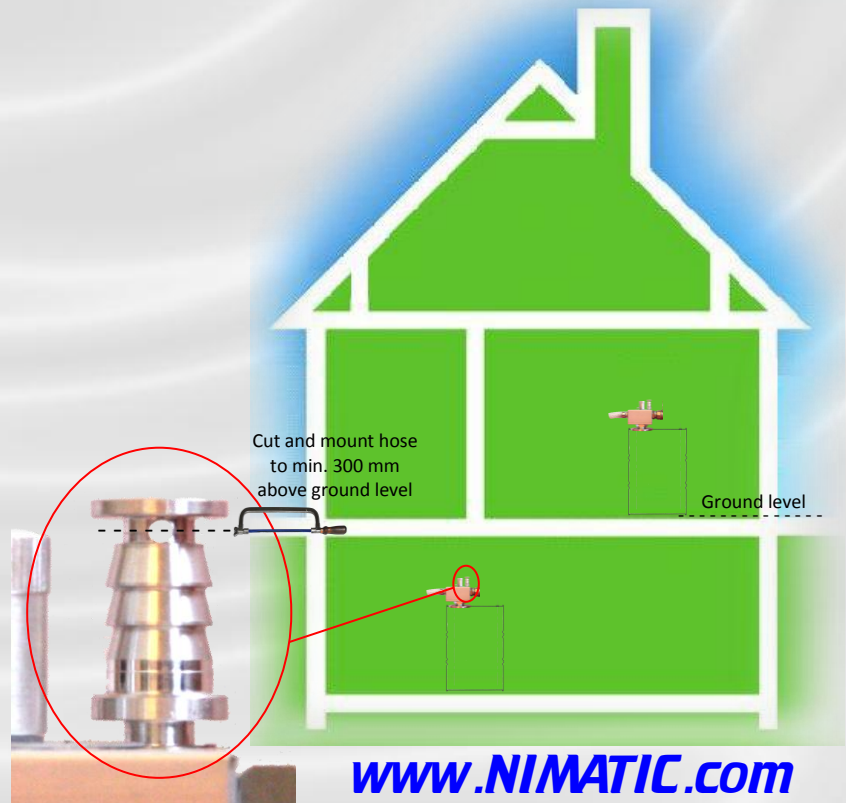 Cut and mount hose
to min. 300 mm
above ground level
Ground level
www.NIMATIC.com